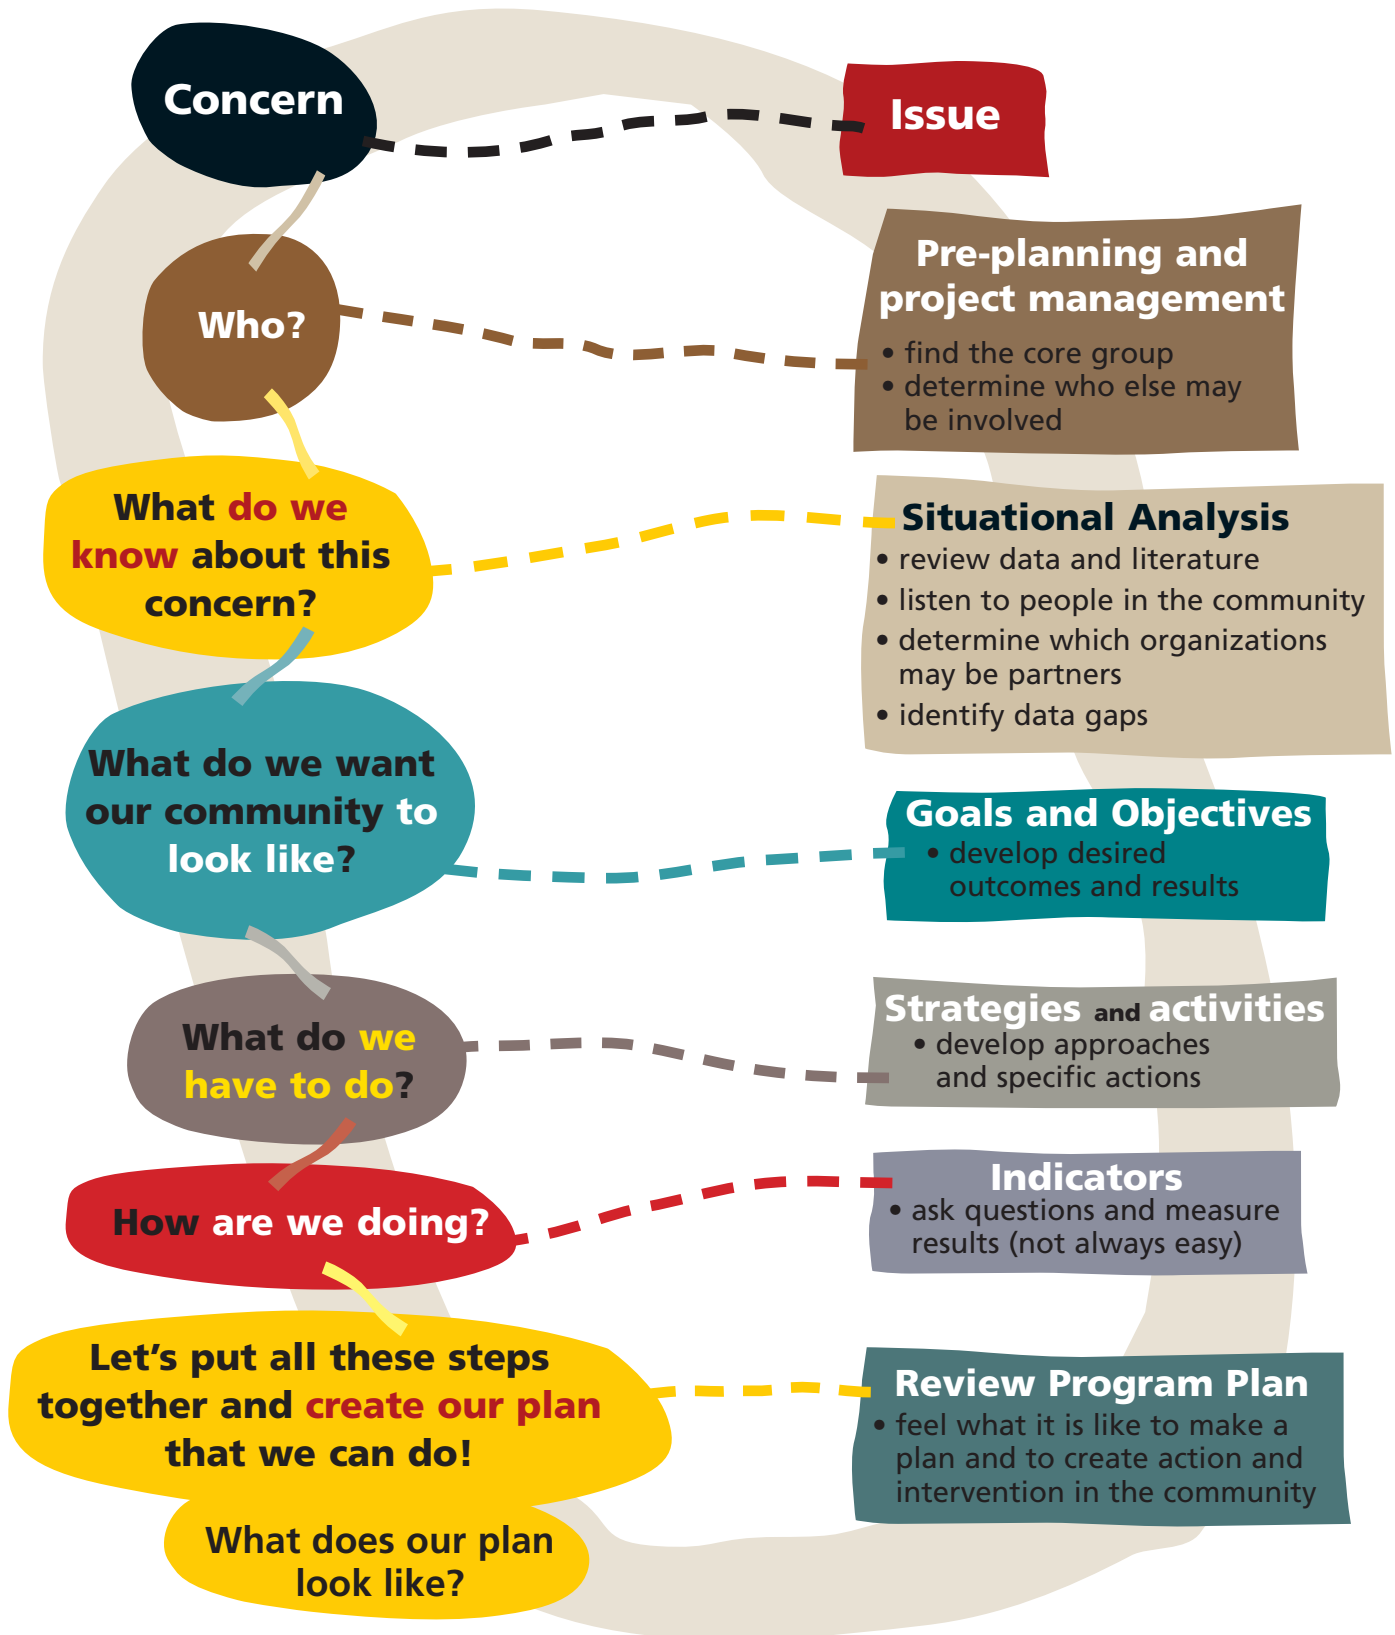 Concern
Issue
Who?
Pre-planning and
project management
• find the core group
• determine who else may
be involved
What do we
know about this
concern?
Situational Analysis
• review data and literature
• listen to people in the community
• determine which organizations
may be partners
• identify data gaps
What do we want
our community to
look like?
Goals and Objectives
• develop desired
outcomes and results
What do we
have to do?
Strategies and activities
• develop approaches
and specific actions
How are we doing?
Indicators
• ask questions and measure
results (not always easy)
Let’s put all these steps
together and create our plan
that we can do!
Review Program Plan
• feel what it is like to make a
plan and to create action and
intervention in the community
What does our plan
look like?